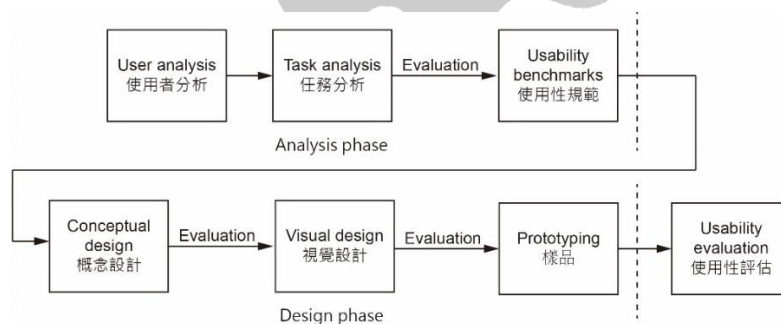 User analysis
使用者分析
Task analysis
任務分析
Evaluation
Usability
benchmarks
使用性規範
Analysis phase
Conceptual
design
概念設計
Evaluation
Visual design
視覺設計
Evaluation
Prototyping
樣品
Usability
evaluation
使用性評估
Design phase